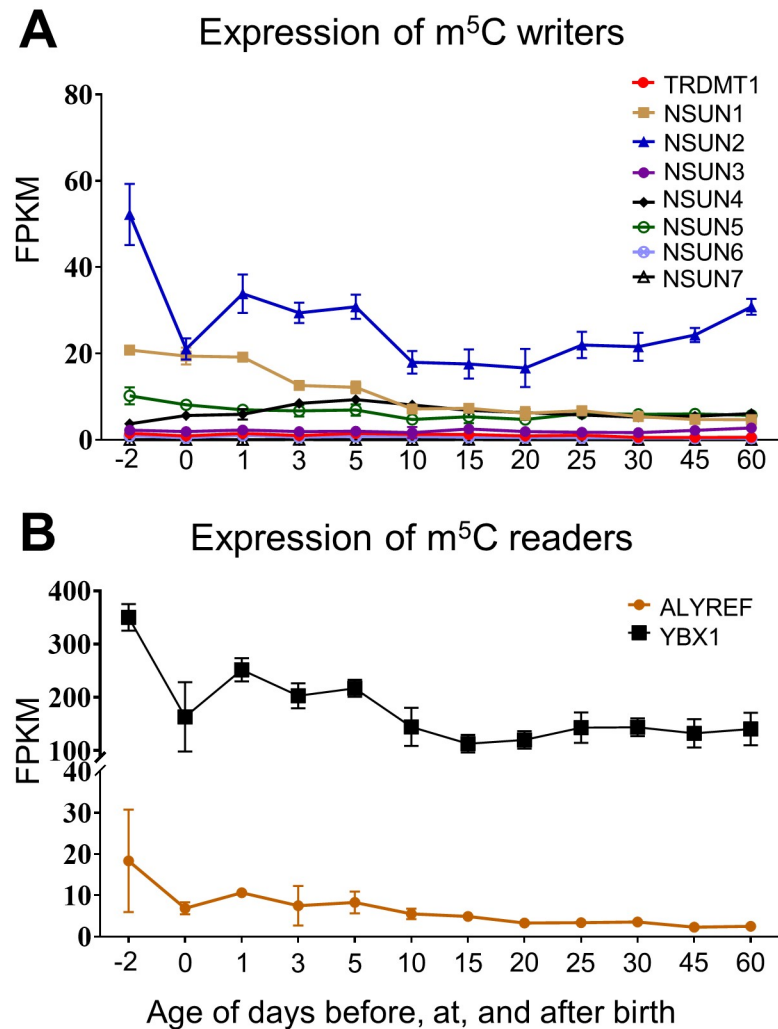 A
Expression of m⁵C writers
80
60
40
20
0
FPKM
TRDMT1
NSUN1
NSUN2
NSUN3
NSUN4
NSUN5
NSUN6
NSUN7
-2 0 1 3 5 10 15 20 25 30 45 60
B
Expression of m⁵C readers
400
300
200
100
40
30
20
10
0
FPKM
ALYREF
YBX1
-2 0 1 3 5 10 15 20 25 30 45 60
Age of days before, at, and after birth